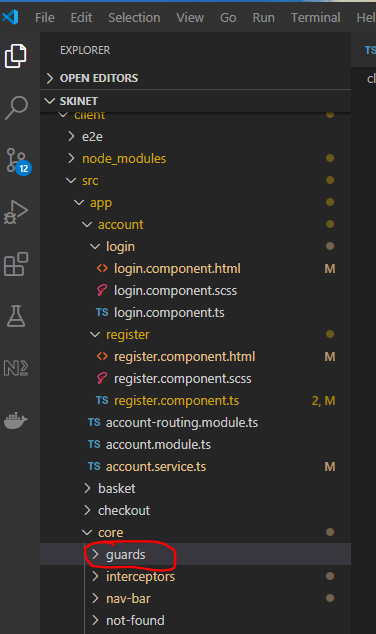 File Edit Selection View Go Run Terminal Hel
EXPLORER
TS
OPEN EDITORS
cl
SKINET
client
e2e
node_modules
12
src
app
account
login
<> login.component.html M
login.component.scss
TS login.component.ts
register
<> register.component.html M
register.component.scss
TS register.component.ts 2, M
TS account-routing.module.ts
TS account.module.ts
TS account.service.ts M
basket
checkout
core
guards
interceptors
nav-bar
not-found